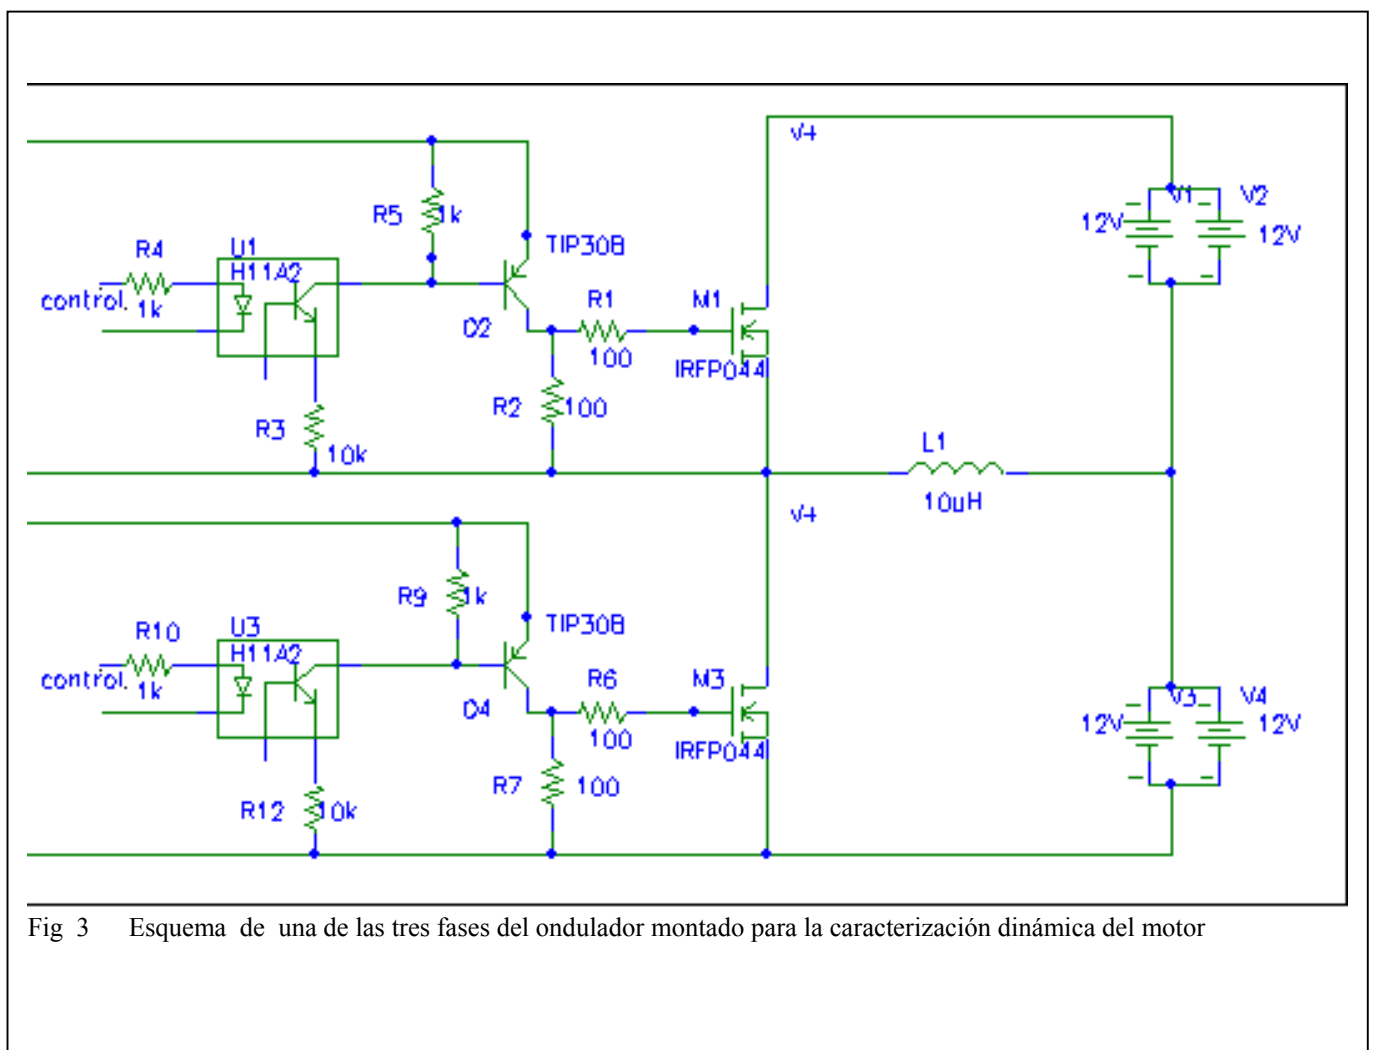 V4
V1
V2
12V
12V
R5
1k
TIP30B
R4
U1
H11A2
control.
1k
Q2
R1
100
M1
IRFP044
R2
100
R3
10k
L1
10uH
V4
R9
1k
TIP30B
R10
U3
H11A2
control.
1k
Q4
R6
100
M3
IRFP044
V3
V4
12V
12V
R7
100
R12
10k
Fig 3 Esquema de una de las tres fases del ondulador montado para la caracterización dinámica del motor